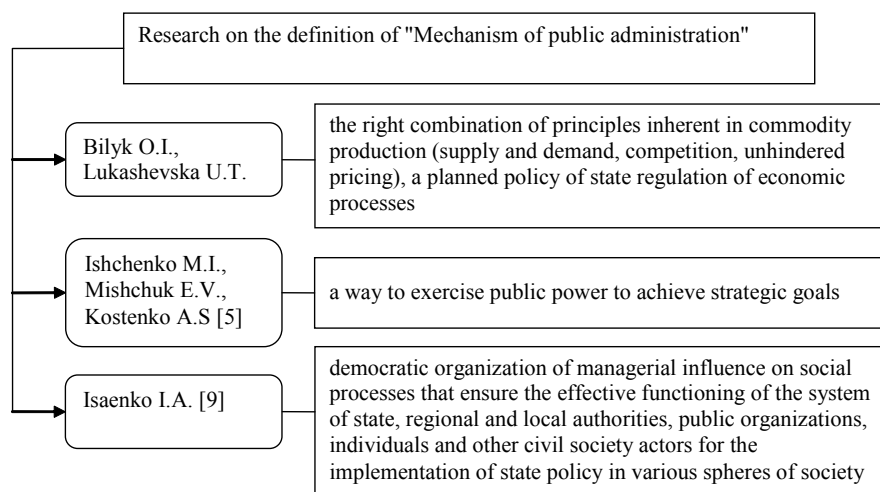 Research on the definition of "Mechanism of public administration"
Bilyk O.I.,
Lukashevska U.T.
the right combination of principles inherent in commodity
production (supply and demand, competition, unhindered
pricing), a planned policy of state regulation of economic
processes
Ishchenko M.I.,
Mishchuk E.V.,
Kostenko A.S [5]
a way to exercise public power to achieve strategic goals
Isaenko I.A. [9]
democratic organization of managerial influence on social
processes that ensure the effective functioning of the system
of state, regional and local authorities, public organizations,
individuals and other civil society actors for the
implementation of state policy in various spheres of society